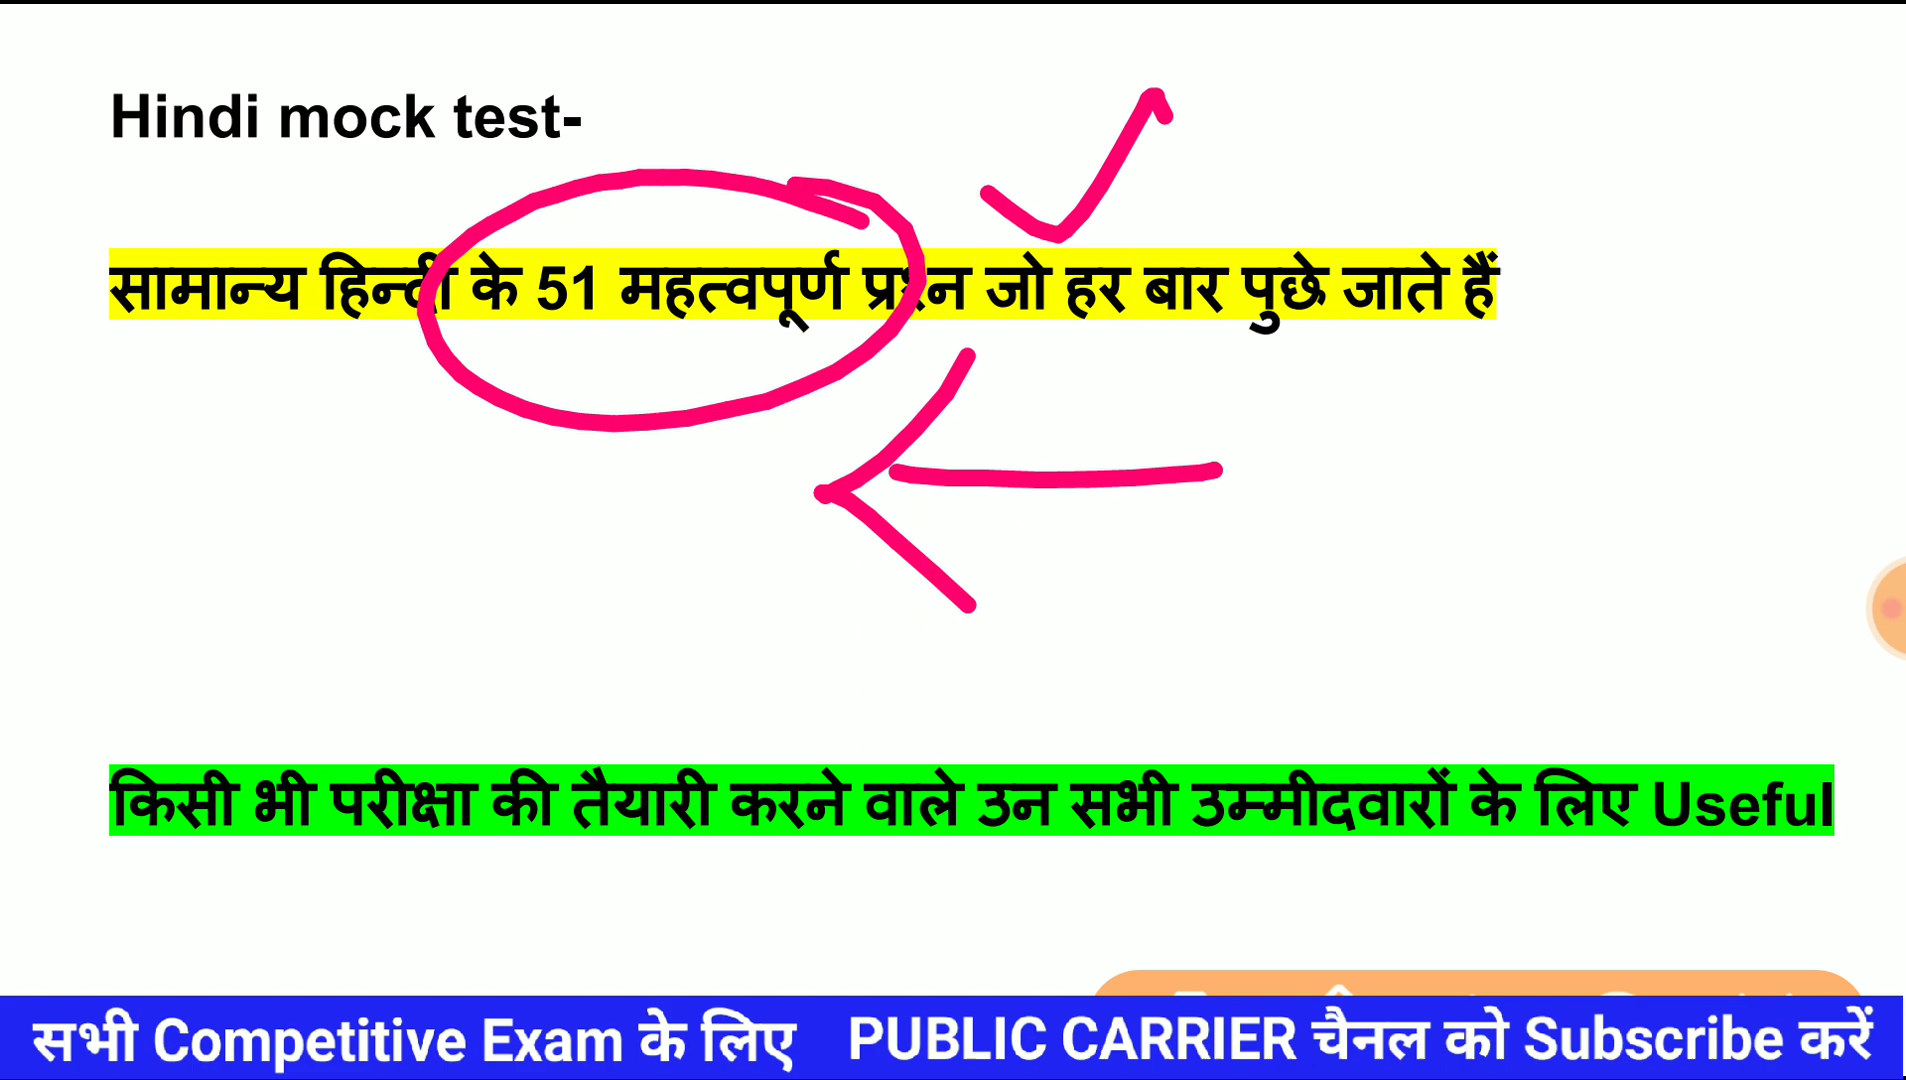 Hindi mock test-
सामान्य हिन्दी के 51 महत्वपूर्ण प्रश्न जो हर बार पुछे जाते हैं
किसी भी परीक्षा की तैयारी करने वाले उन सभी उम्मीदवारों के लिए Useful
सभी Competitive Exam के लिए PUBLIC CARRIER चैनल को Subscribe करें